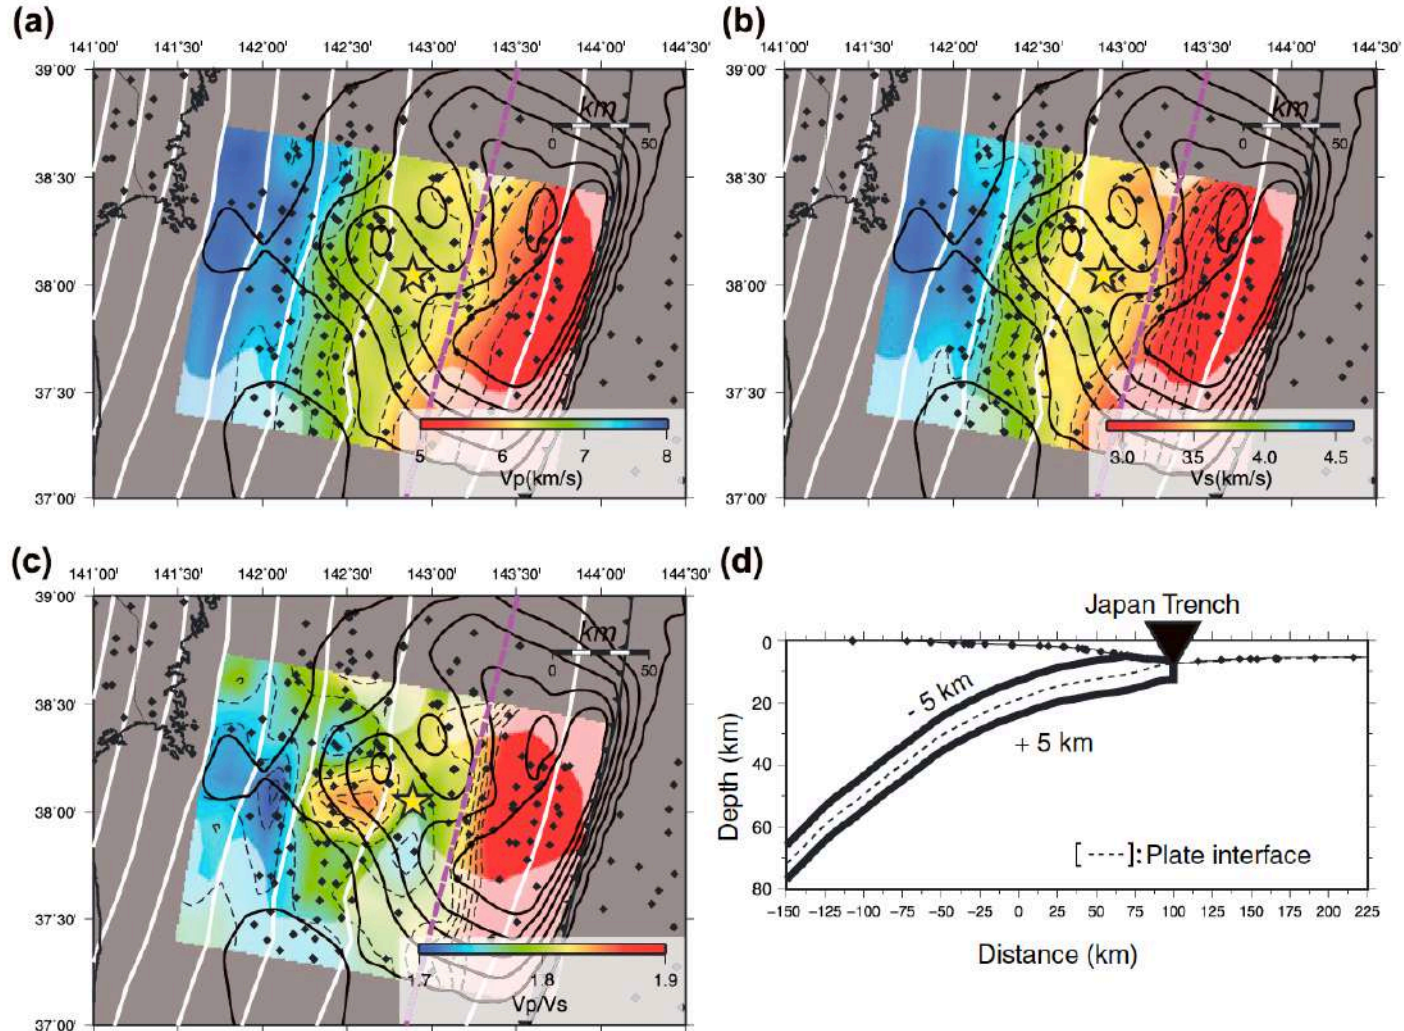 (a)
141˚00' 141˚30' 142˚00' 142˚30' 143˚00' 143˚30' 144˚00' 144˚30'
39˚00'
38˚30'
38˚00'
37˚30'
37˚00'
km
0 50
5 6 7 8
Vp(km/s)
(b)
141˚00' 141˚30' 142˚00' 142˚30' 143˚00' 143˚30' 144˚00' 144˚30'
39˚00'
38˚30'
38˚00'
37˚30'
37˚00'
km
0 50
3.0 3.5 4.0 4.5
Vs(km/s)
(c)
141˚00' 141˚30' 142˚00' 142˚30' 143˚00' 143˚30' 144˚00' 144˚30'
39˚00'
38˚30'
38˚00'
37˚30'
37˚00'
km
0 50
1.7 1.8 1.9
Vp/Vs
(d)
Japan Trench
0
20
40
60
80
Depth (km)
- 5 km
+ 5 km
[ ---- ]: Plate interface
−150 −125 −100 −75 −50 −25 0 25 50 75 100 125 150 175 200 225
Distance (km)